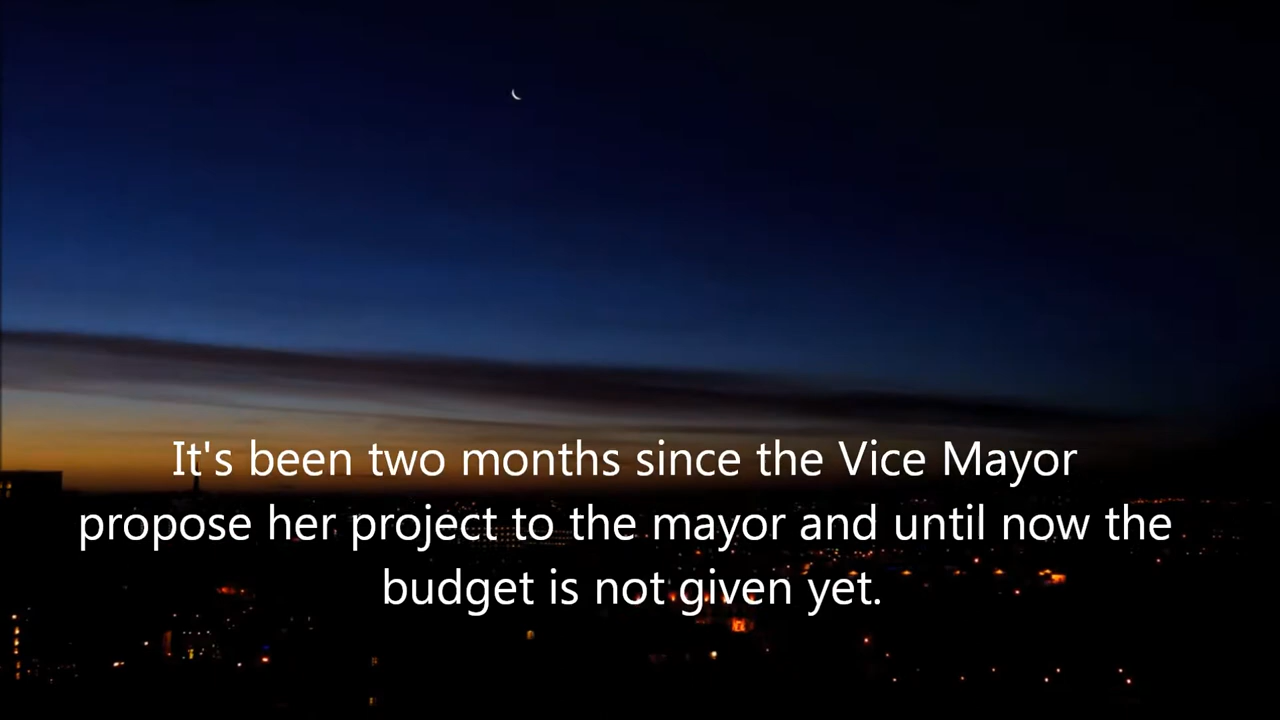 It's been two months since the Vice Mayor
propose her project to the mayor and until now the
budget is not given yet.